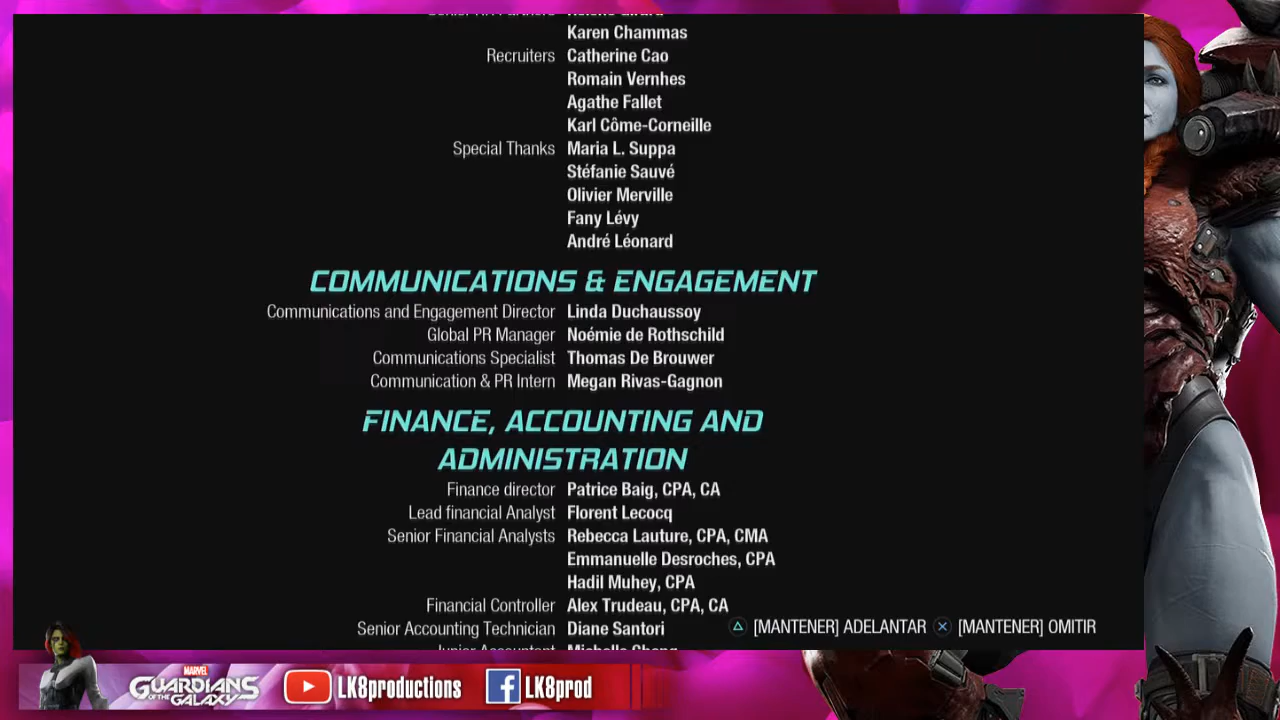 Karen Chammas
Recruiters Catherine Cao
Romain Vernhes
Agathe Fallet
Karl Côme-Corneille
Special Thanks Maria L. Suppa
Stéfanie Sauvé
Olivier Merville
Fany Lévy
André Léonard
COMMUNICATIONS & ENGAGEMENT
Communications and Engagement Director Linda Duchaussoy
Global PR Manager Noémie de Rothschild
Communications Specialist Thomas De Brouwer
Communication & PR Intern Megan Rivas-Gagnon
FINANCE, ACCOUNTING AND
ADMINISTRATION
Finance director Patrice Baig, CPA, CA
Lead financial Analyst Florent Lecocq
Senior Financial Analysts Rebecca Lauture, CPA, CMA
Emmanuelle Desroches, CPA
Hadil Muhey, CPA
Financial Controller Alex Trudeau, CPA, CA
Senior Accounting Technician Diane Santori
[MANTENER] ADELANTAR [MANTENER] OMITIR
MARVEL
GUARDIANS
OF THE
GALAXY
LK8productions
LK8prod